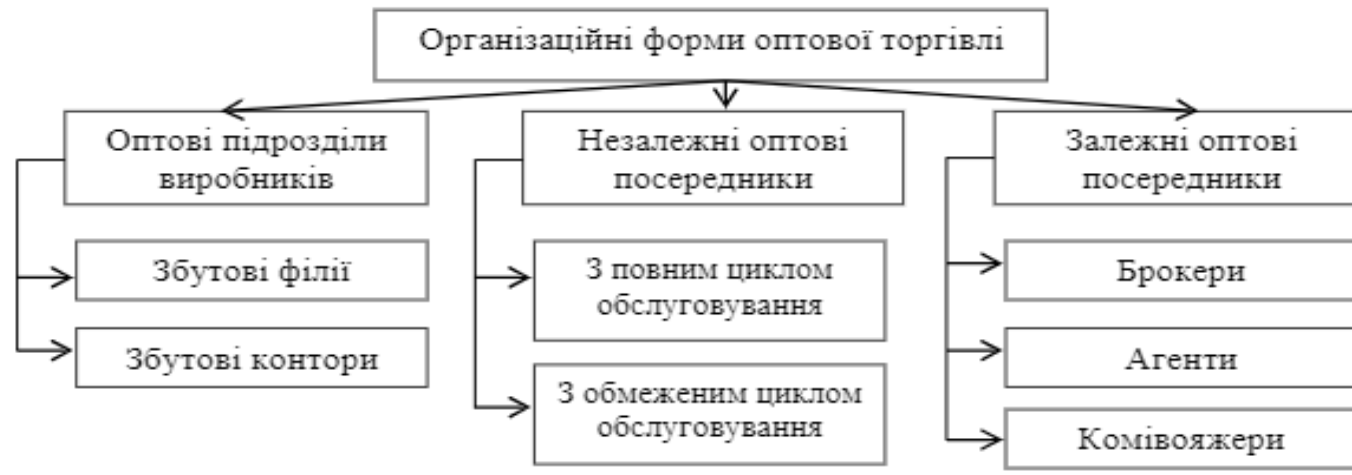 Організаційні форми оптової торгівлі
Оптові підрозділи
виробників
Збутові філії
Збутові контори
Незалежні оптові
посередники
З повним циклом
обслуговування
З обмеженим циклом
обслуговування
Залежні оптові
посередники
Брокери
Агенти
Комівояжери